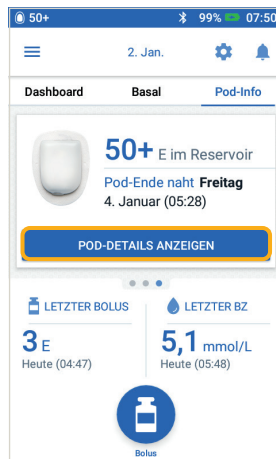 50+ 99% 07:50
2. Jan.
Dashboard Basal Pod-Info
50+ E im Reservoir
Pod-Ende naht Freitag
4. Januar (05:28)
POD-DETAILS ANZEIGEN
LETZTER BOLUS LETZTER BZ
3 E 5,1 mmol/L
Heute (04:47) Heute (05:48)
Bolus